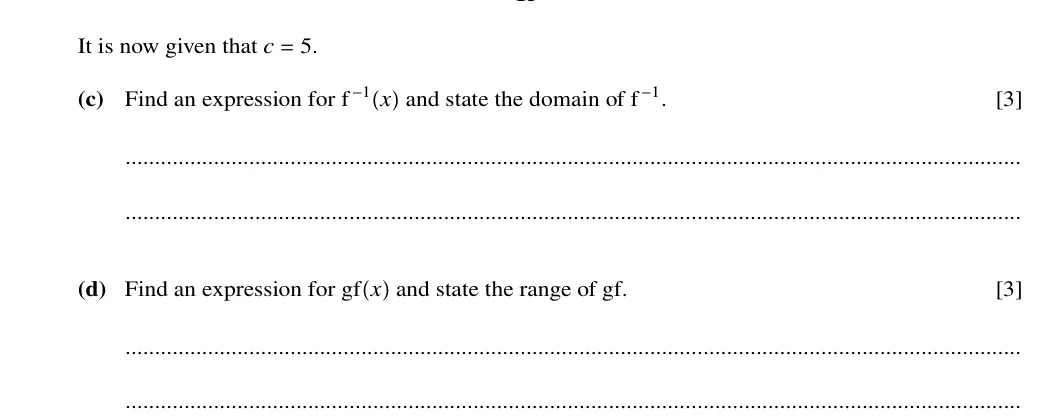 It is now given that c = 5.
(c) Find an expression for f⁻¹(x) and state the domain of f⁻¹. [3]
(d) Find an expression for gf(x) and state the range of gf. [3]